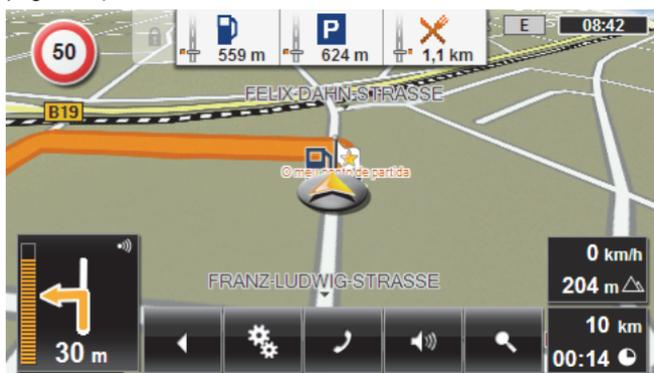 50
559 m
P
624 m
1,1 km
E
08:42
FELIX-DAHN-STRASSE
B19
O meu ponto de partida
FRANZ-LUDWIG-STRASSE
30 m
0 km/h
204 m
10 km
00:14